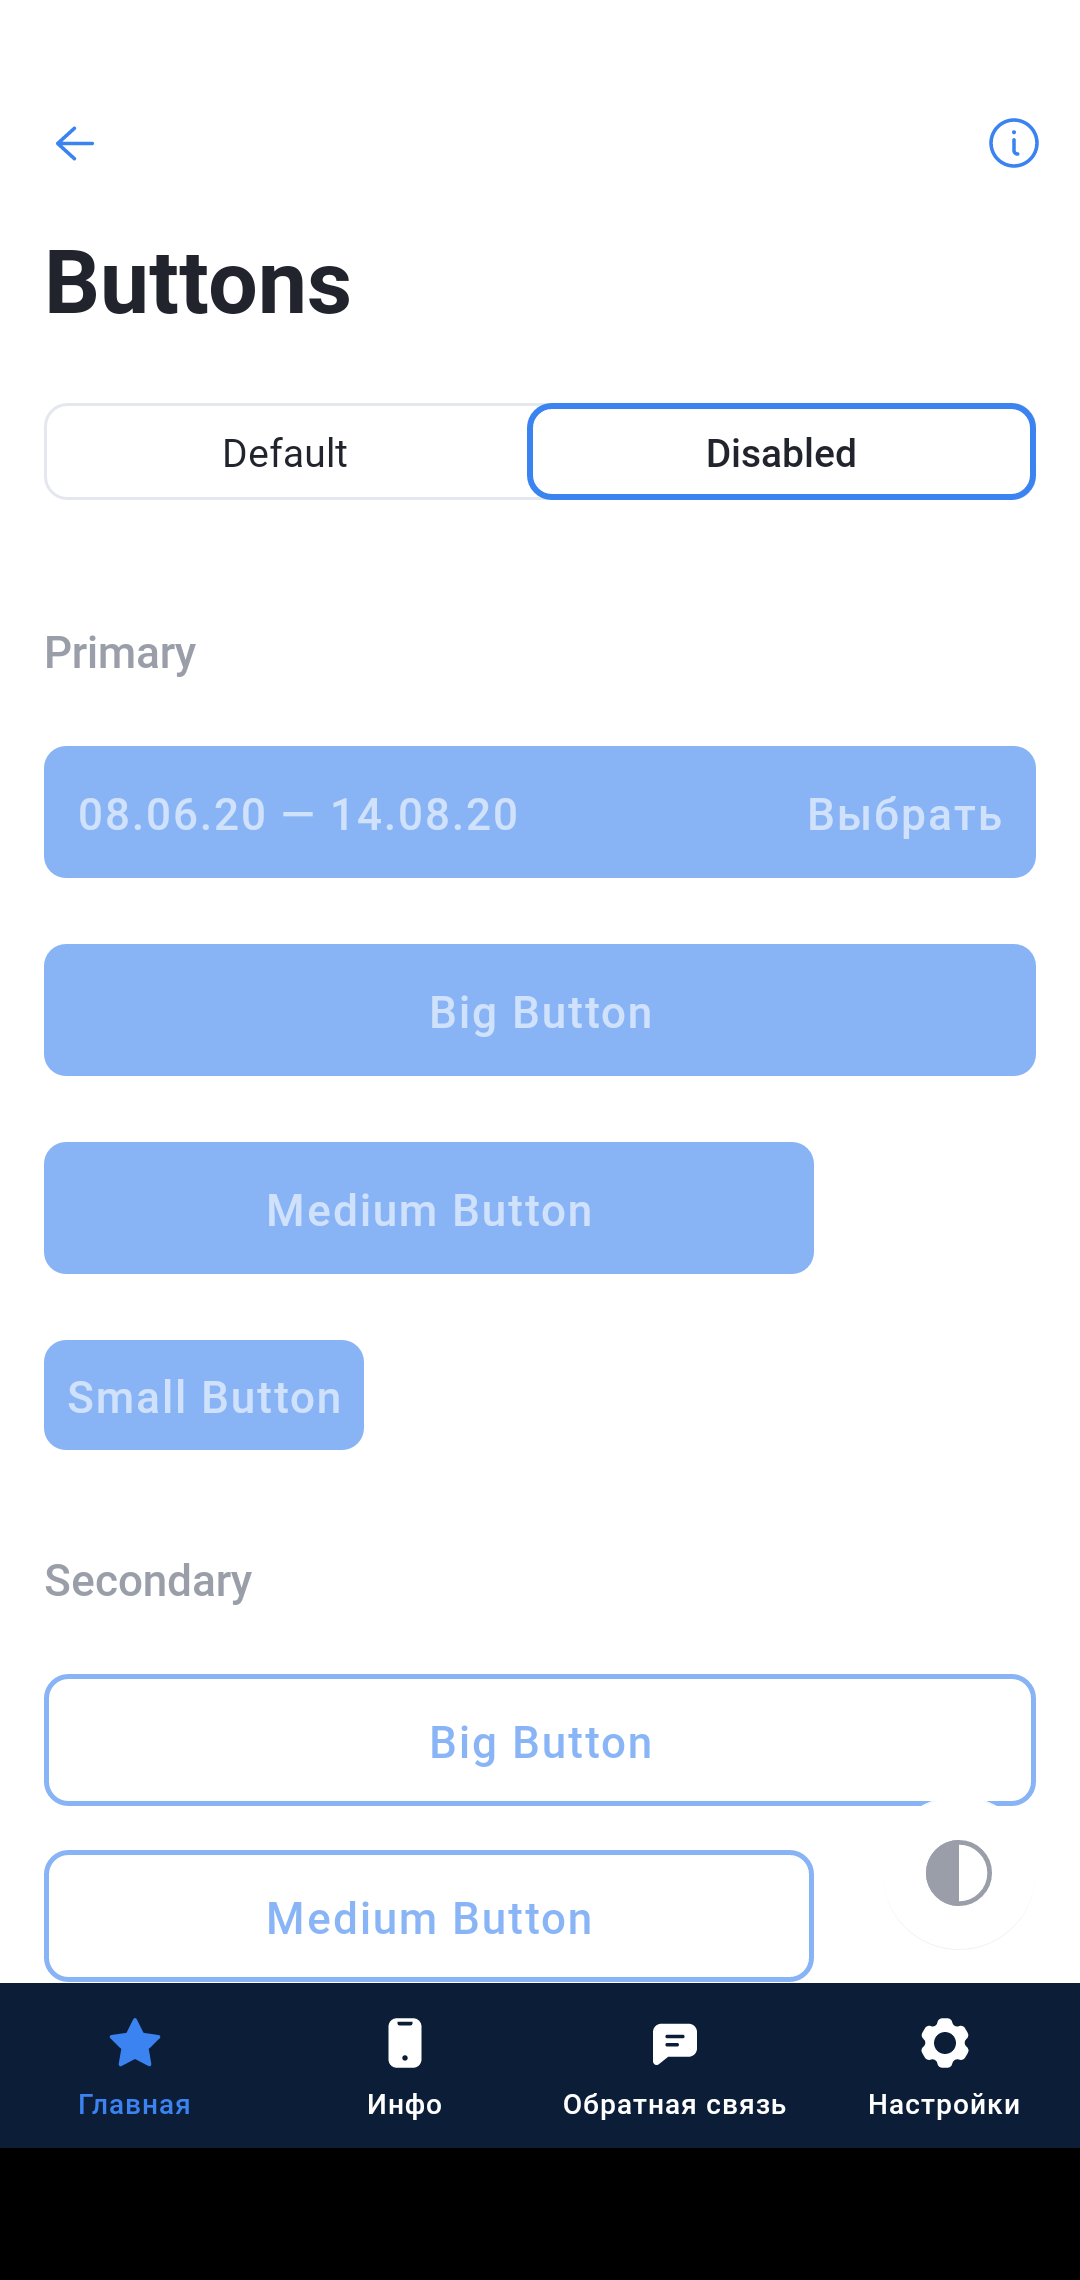 Buttons
Default Disabled
Primary
08.06.20 — 14.08.20 Выбрать
Big Button
Medium Button
Small Button
Secondary
Big Button
Medium Button
Главная Инфо Обратная связь Настройки